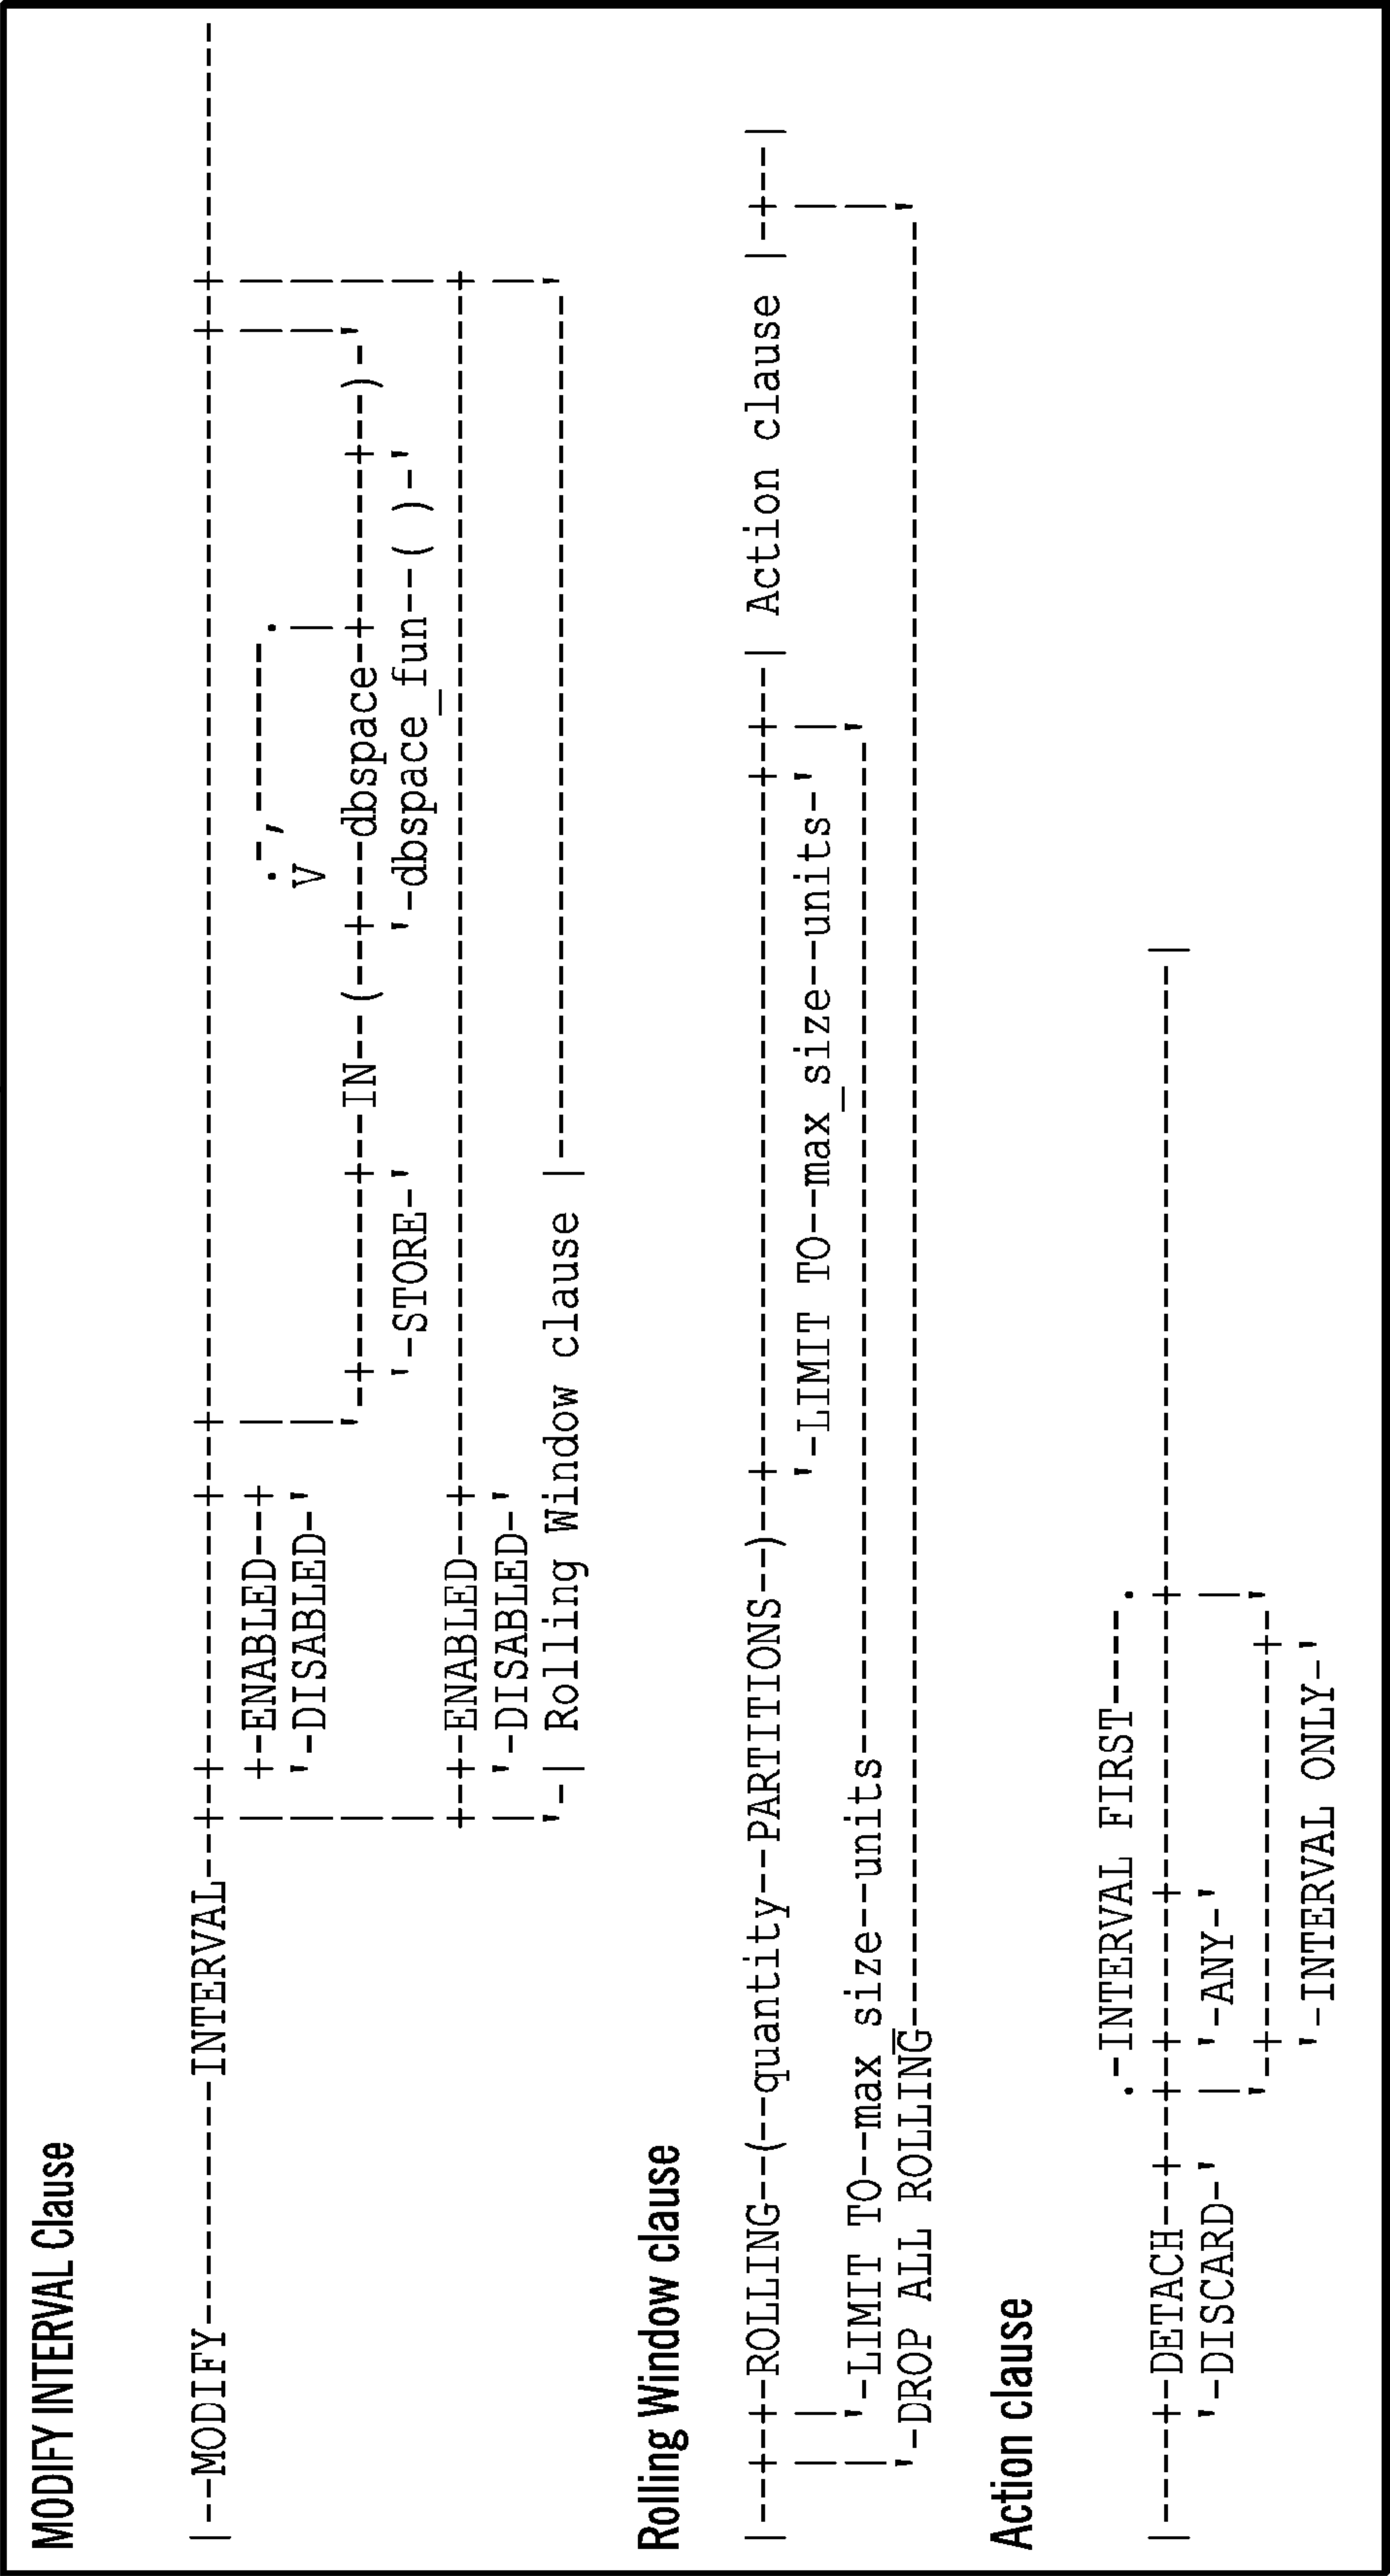 MODIFY INTERVAL Clause
|---MODIFY-----------INTERVAL--+-+----------+--+--------------------------------------------+-+----------------
+-ENABLED--+
'-DISABLED-'
.-,--------.
V
'-+-------+--IN--(--+---dbspace-+------+--)--'
'-STORE-' '-dbspace_fun--( )-'
+-+-ENABLED--+------------------------------------------------+
'-DISABLED-'
'-| Rolling Window clause |-----------------------------------'
Rolling Window clause
|--+-+-ROLLING--(--quantity--PARTITIONS--)--+---------------------------+-+--| Action clause |-+---|
'-LIMIT TO--max_size--units-'
'-LIMIT TO--max_size--units----------------------------------------'
'-DROP ALL ROLLING-------------------------------------------------------------------------'
Action clause
.-INTERVAL FIRST-----.
|-----+-DETACH--+--+-+-----+-----------+--------------------------|
'-DISCARD-' '-ANY-'
'-+---------------+-'
'-INTERVAL ONLY-'